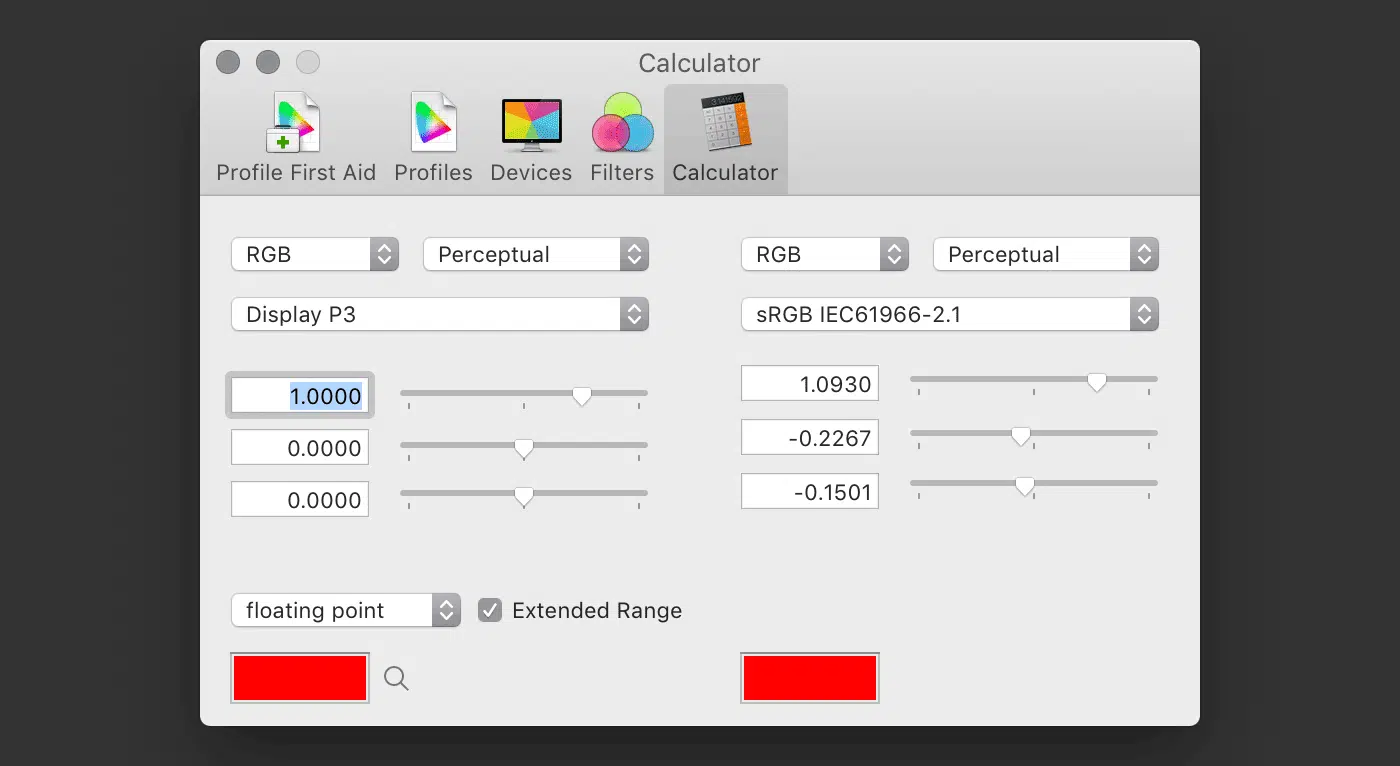 Calculator
Profile First Aid
Profiles
Devices
Filters
Calculator
RGB
Perceptual
RGB
Perceptual
Display P3
sRGB IEC61966-2.1
1.0000
1.0930
0.0000
-0.2267
0.0000
-0.1501
floating point
Extended Range